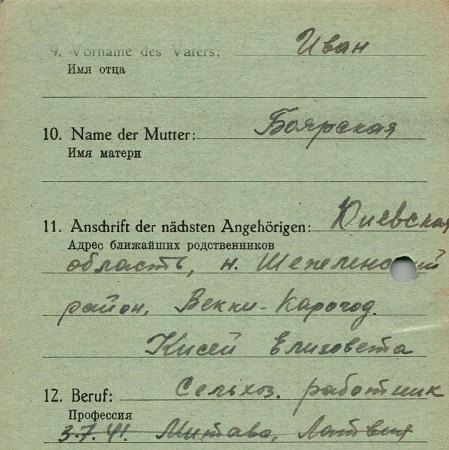 9. Vorname des Vaters: Иван
Имя отца
10. Name der Mutter: Боярская
Имя матери
11. Anschrift der nächsten Angehörigen: Киевская
Адрес ближайших родственников
область, н. Шепеленский
район, Векки-Карогод.
Кисей Елизовета
12. Beruf: Сельхоз. работник
Профессия
3.7.41. Митава, Латвия